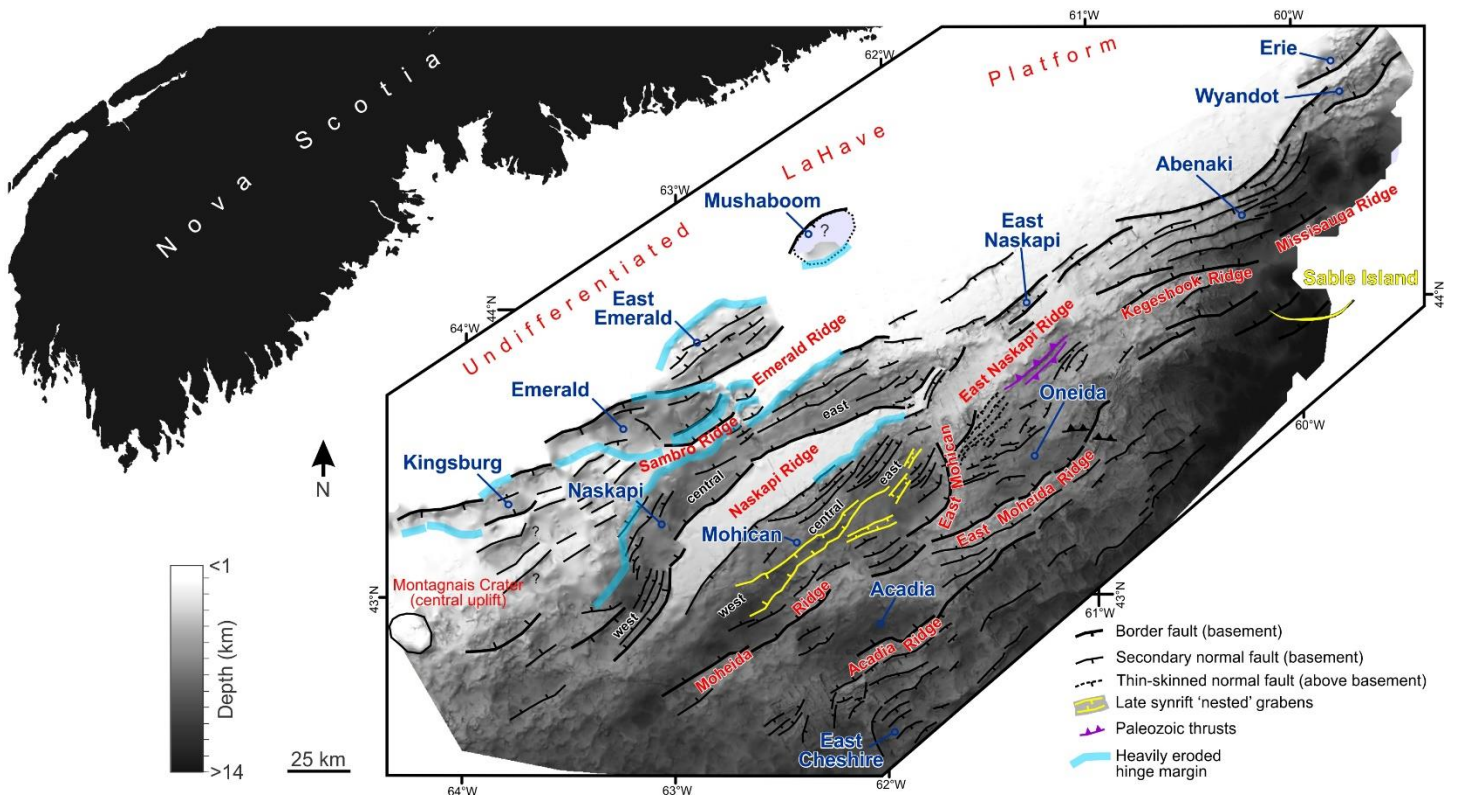 Nova Scotia
61°W
60°W
62°W
Platform
Erie
Wyandot
LaHave
Abenaki
63°W
Mushaboom
?
East
Naskapi
Missisauga Ridge
Undifferentiated
Kegeshook Ridge
Sable Island
44°N
44°N
64°W
East
Emerald
Emerald Ridge
East Naskapi Ridge
Emerald
Oneida
east
Sambro Ridge
60°W
Kingsburg
Naskapi
central
Naskapi Ridge
east
East Mohican
East Moheida Ridge
N
central
Mohican
?
?
Montagnais Crater
(central uplift)
<1
Depth (km)
>14
43°N
west
west
Moheida Ridge
Acadia
Acadia Ridge
43°N
61°W
Border fault (basement)
Secondary normal fault (basement)
Thin-skinned normal fault (above basement)
Late synrift ‘nested’ grabens
Paleozoic thrusts
Heavily eroded
hinge margin
East
Cheshire
25 km
64°W
63°W
62°W